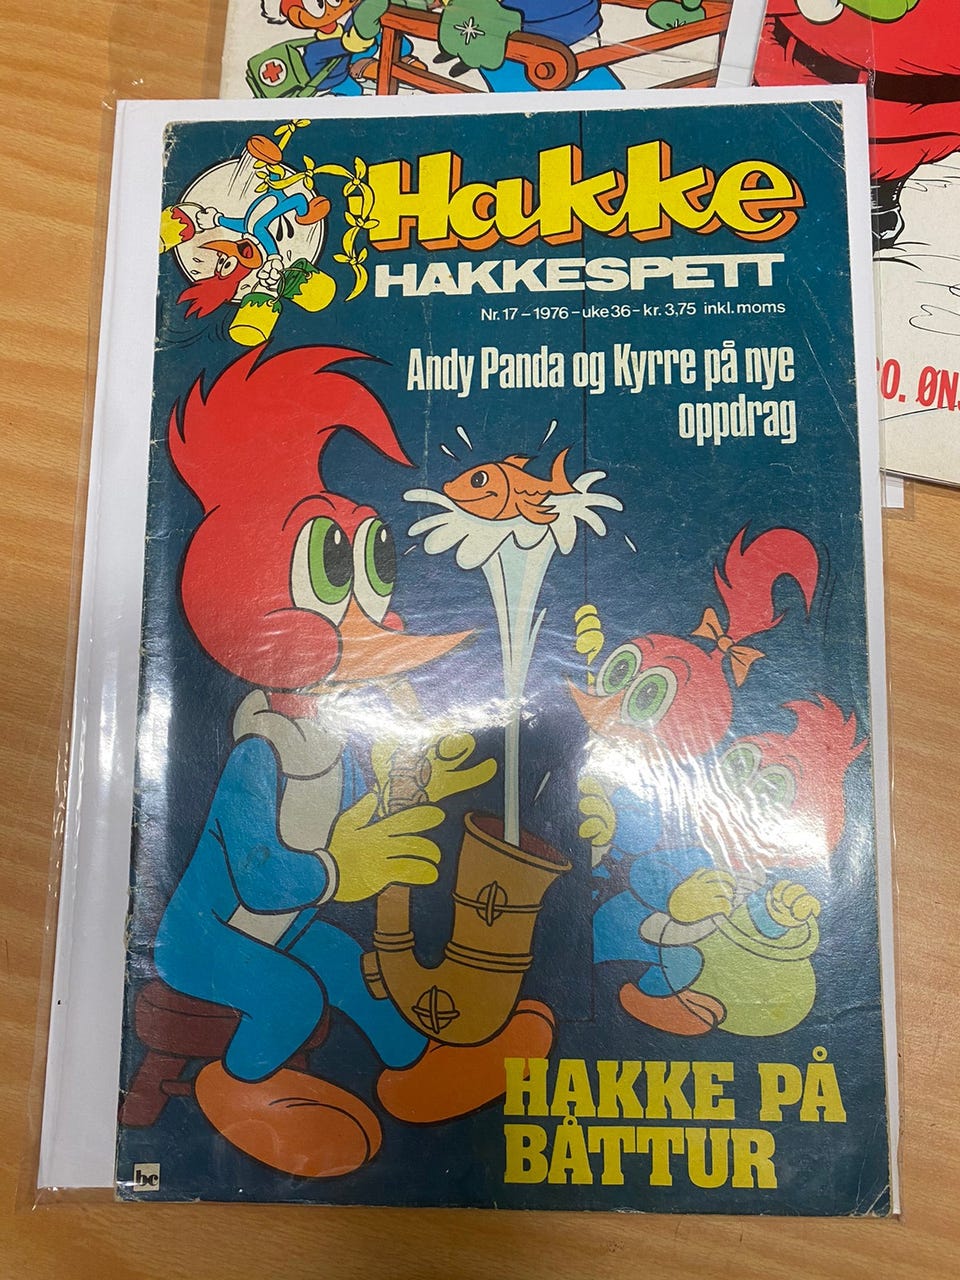 Hakke
HAKKESPETT
Nr. 17 – 1976 – uke 36 – kr. 3,75 inkl. moms
Andy Panda og Kyrre på nye
oppdrag
HAKKE PÅ
BÅTTUR
bc